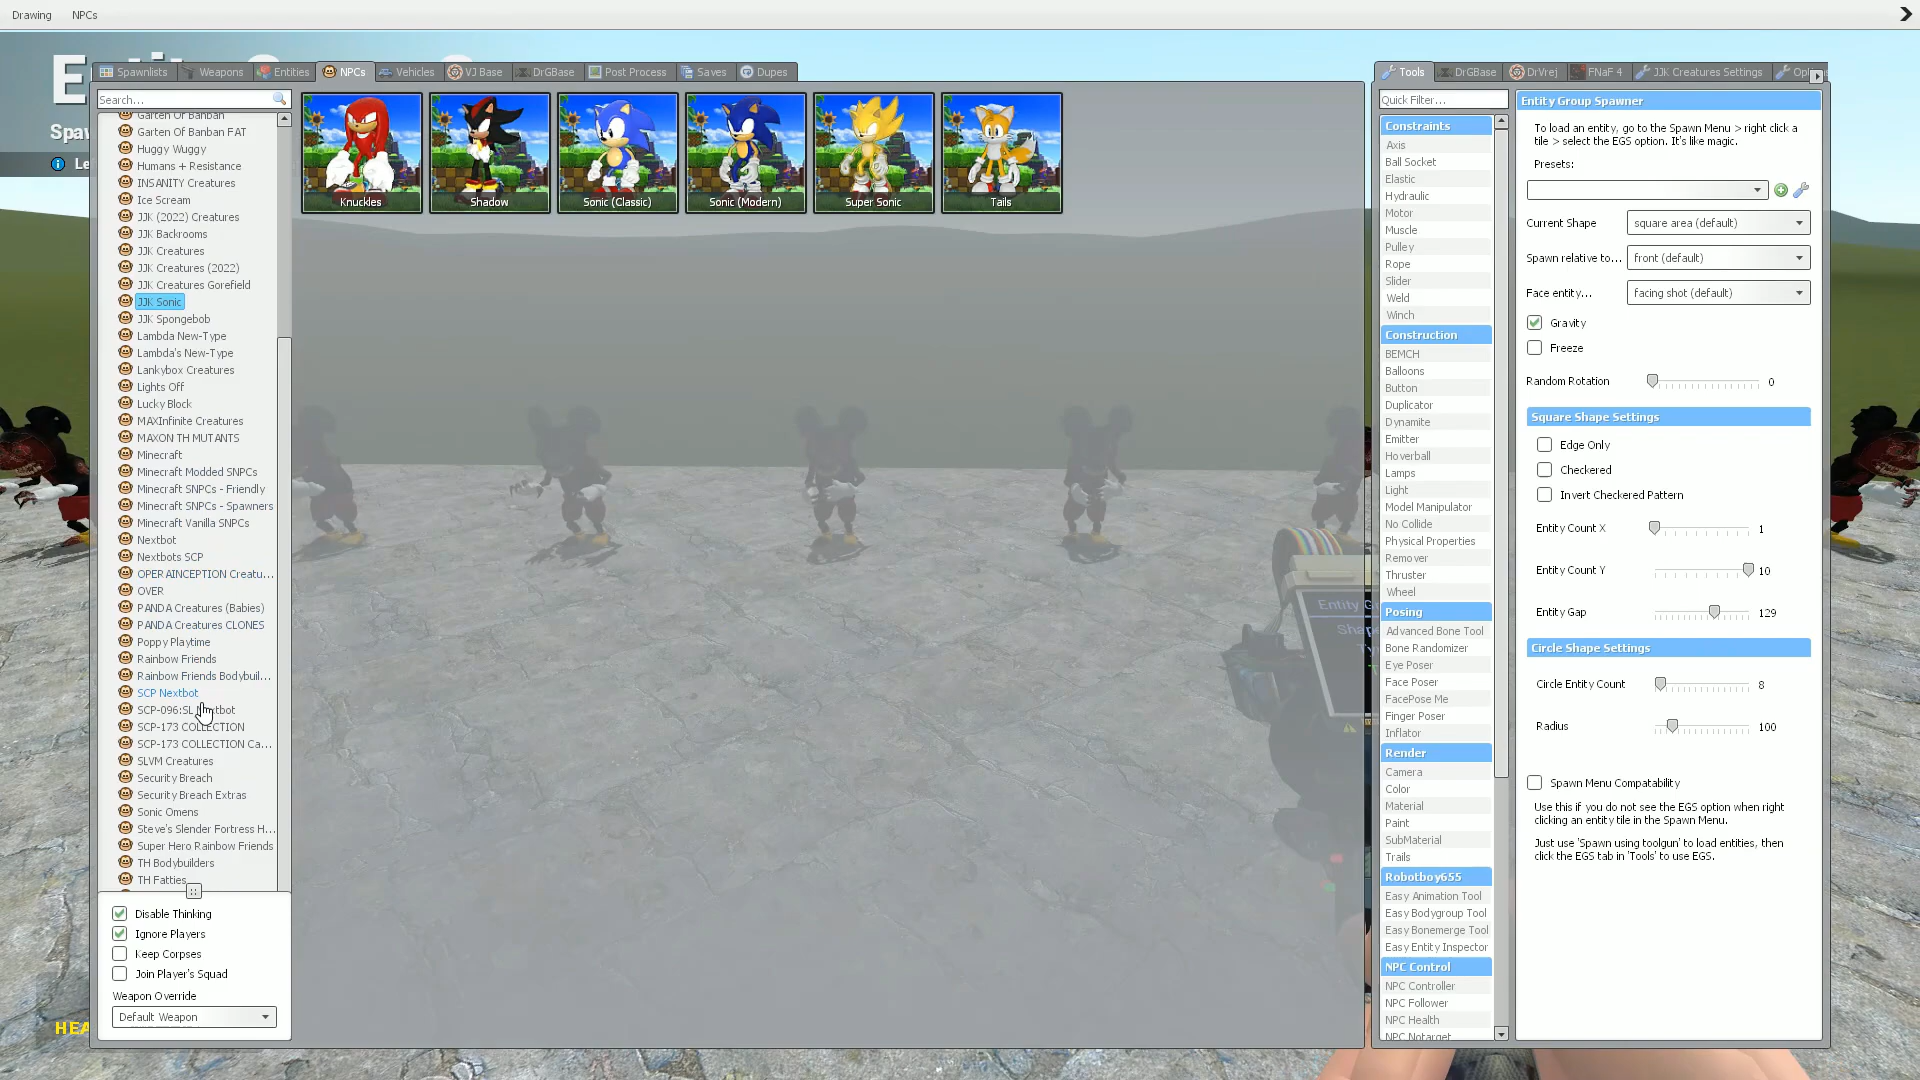 Drawing
NPCs
Spawnlists
Weapons
Entities
NPCs
Vehicles
VJ Base
DrGBase
Post Process
Saves
Dupes
Search...
Garten Of Banban
Garten Of Banban FAT
Huggy Wuggy
Humans + Resistance
INSANITY Creatures
Ice Scream
JJK (2022) Creatures
JJK Backrooms
JJK Creatures
JJK Creatures (2022)
JJK Creatures Gorefield
JJK Sonic
JJK Spongebob
Lambda New-Type
Lambda's New-Type
Lankybox Creatures
Lights Off
Lucky Block
MAXInfinite Creatures
MAXON TH MUTANTS
Minecraft
Minecraft Modded SNPCs
Minecraft SNPCs - Friendly
Minecraft SNPCs - Spawners
Minecraft Vanilla SNPCs
Nextbot
Nextbots SCP
OPERAINCEPTION Creatu...
OVER
PANDA Creatures (Babies)
PANDA Creatures CLONES
Poppy Playtime
Rainbow Friends
Rainbow Friends Bodybuil...
SCP Nextbot
SCP-096:SL
SCP-173 COLLECTION
SCP-173 COLLECTION Ca...
SLVM Creatures
Security Breach
Security Breach Extras
Sonic Omens
Steve's Slender Fortress H...
Super Hero Rainbow Friends
TH Bodybuilders
TH Fatties
Disable Thinking
Ignore Players
Keep Corpses
Join Player's Squad
Weapon Override
Default Weapon
Knuckles
Shadow
Sonic (Classic)
Sonic (Modern)
Super Sonic
Tails
Tools
DrGBase
DrVrej
FNaF 4
JJK Creatures Settings
Quick Filter...
Constraints
Axis
Ball Socket
Elastic
Hydraulic
Motor
Muscle
Pulley
Rope
Slider
Weld
Winch
Construction
BEMCH
Balloons
Button
Duplicator
Dynamite
Emitter
Hoverball
Lamps
Light
Model Manipulator
No Collide
Physical Properties
Remover
Thruster
Wheel
Posing
Advanced Bone Tool
Bone Randomizer
Eye Poser
Face Poser
FacePose Me
Finger Poser
Inflator
Render
Camera
Color
Material
Paint
SubMaterial
Trails
Robotboy655
Easy Animation Tool
Easy Bodygroup Tool
Easy Bonemerge Tool
Easy Entity Inspector
NPC Control
NPC Controller
NPC Follower
NPC Health
NPC Notarget
Entity Group Spawner
To load an entity, go to the Spawn Menu > right click a
tile > select the EGS option. It's like magic.
Presets:
Current Shape square area (default)
Spawn relative to... front (default)
Face entity... facing shot (default)
Gravity
Freeze
Random Rotation 0
Square Shape Settings
Edge Only
Checkered
Invert Checkered Pattern
Entity Count X 1
Entity Count Y 10
Entity Gap 129
Circle Shape Settings
Circle Entity Count 8
Radius 100
Spawn Menu Compatability
Use this if you do not see the EGS option when right
clicking an entity tile in the Spawn Menu.
Just use 'Spawn using toolgun' to load entities, then
click the EGS tab in 'Tools' to use EGS.